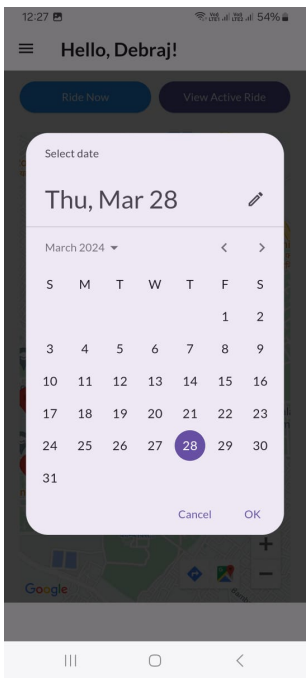 12:27 54%
Hello, Debraj!
Ride Now View Active Ride
Select date
Thu, Mar 28
March 2024
S M T W T F S
1 2
3 4 5 6 7 8 9
10 11 12 13 14 15 16
17 18 19 20 21 22 23
24 25 26 27 28 29 30
31
Cancel OK
Google